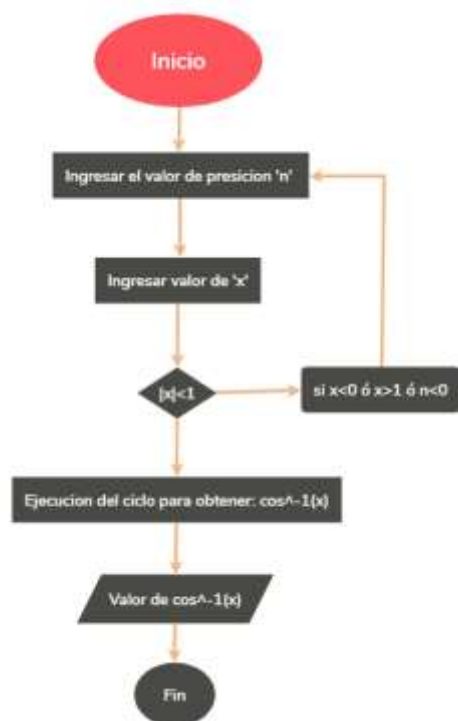 Inicio
Ingresar el valor de presicion 'n'
Ingresar valor de 'x'
|x|<1
si x<0 ó x>1 ó n<0
Ejecucion del ciclo para obtener: cos^-1(x)
Valor de cos^-1(x)
Fin